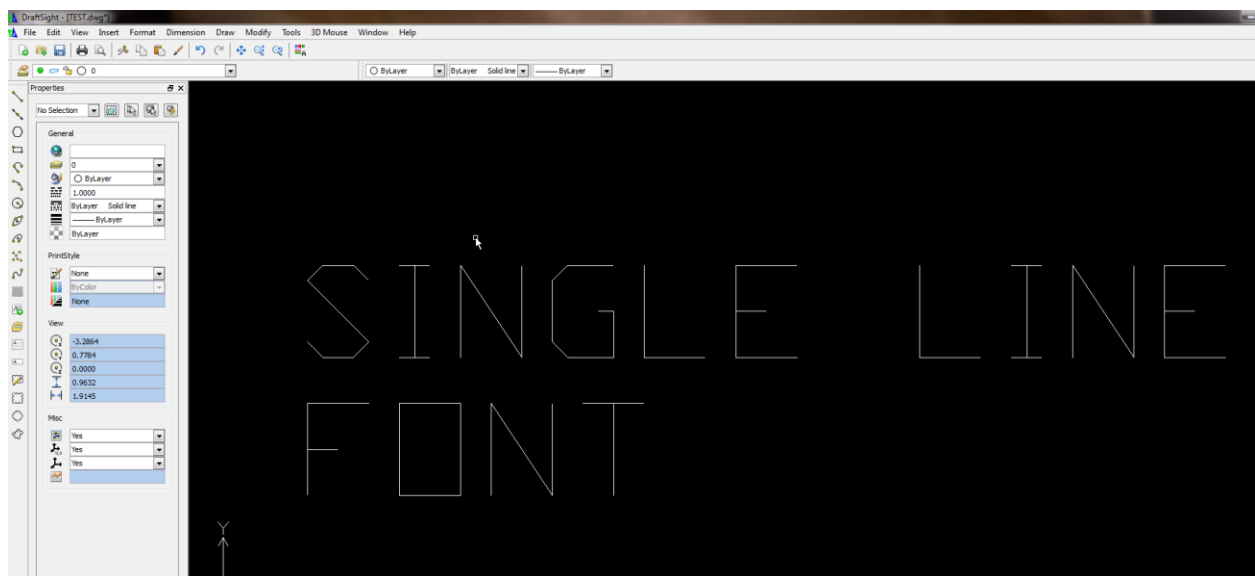 DraftSight - [TEST.dwg*]
File Edit View Insert Format Dimension Draw Modify Tools 3D Mouse Window Help
0
ByLayer
ByLayer Solid line
ByLayer
Properties
No Selection
General
0
ByLayer
1.0000
ByLayer Solid line
ByLayer
ByLayer
PrintStyle
None
ByColor
None
View
-3.2864
0.7784
0.0000
0.9632
1.9145
Misc
Yes
Yes
Yes
SINGLE LINE
FONT
Y